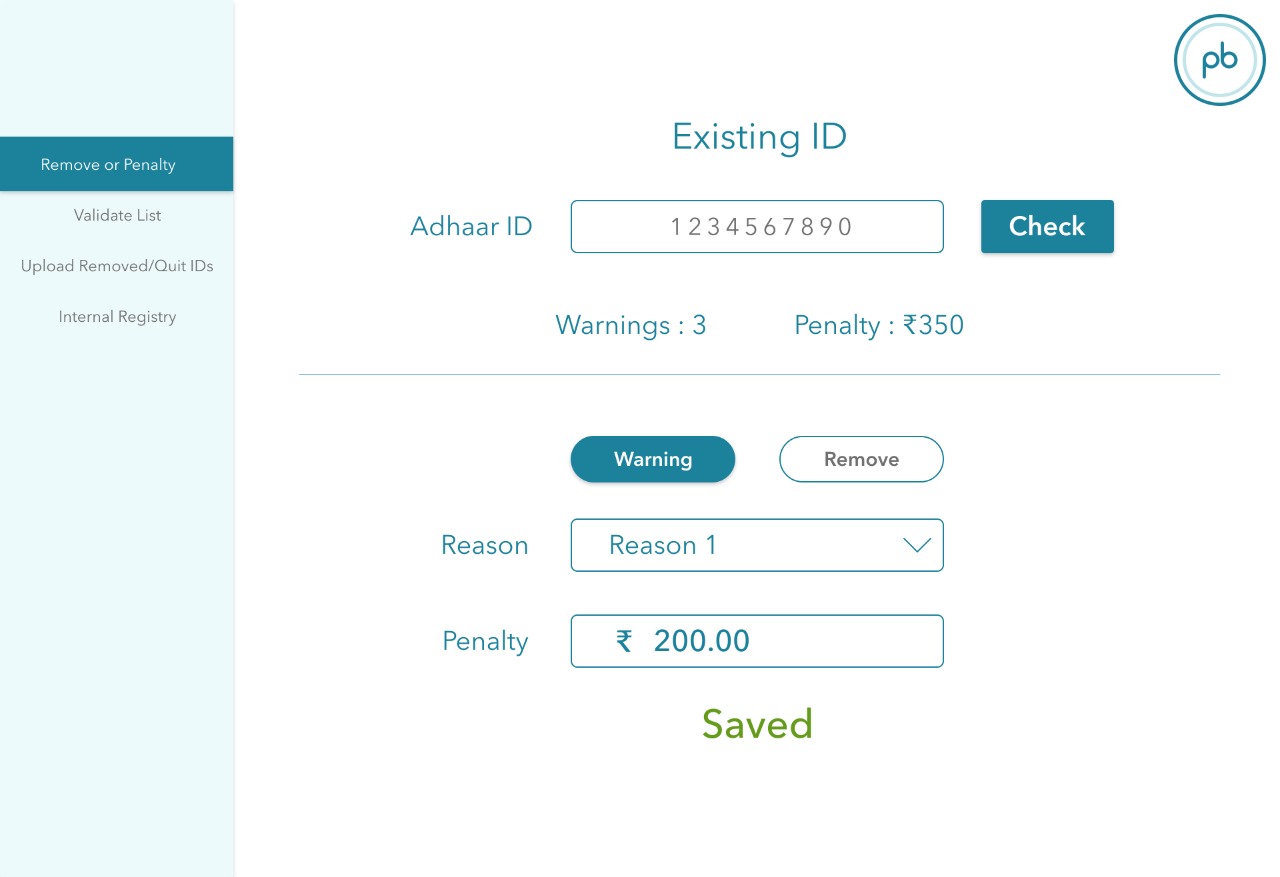 pb
Remove or Penalty
Validate List
Upload Removed/Quit IDs
Internal Registry
Existing ID
Adhaar ID 1234567890 Check
Warnings : 3 Penalty : ₹350
Warning Remove
Reason Reason 1
Penalty ₹ 200.00
Saved